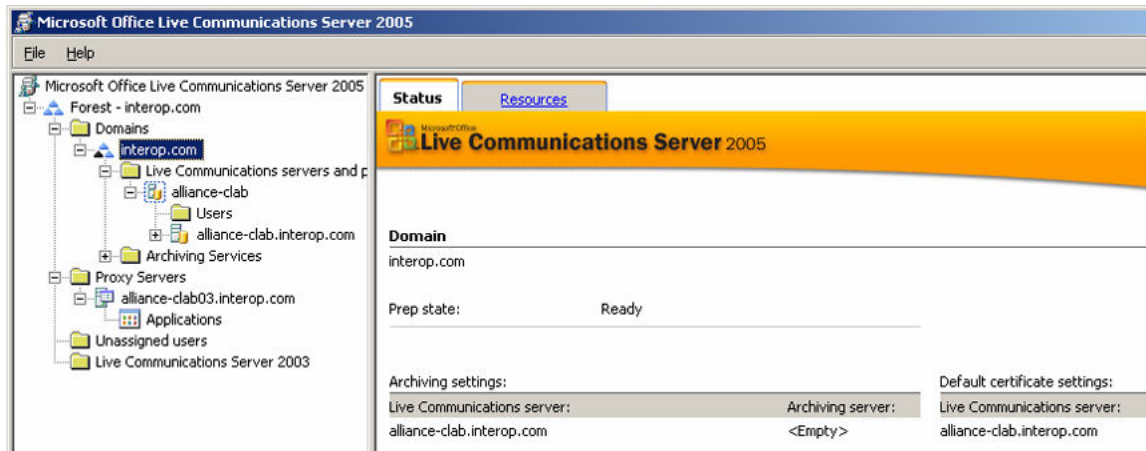 Microsoft Office Live Communications Server 2005
File Help
Microsoft Office Live Communications Server 2005
Forest - interop.com
Domains
interop.com
Live Communications servers and p
alliance-clab
Users
alliance-clab.interop.com
Archiving Services
Proxy Servers
alliance-clab03.interop.com
Applications
Unassigned users
Live Communications Server 2003
Status Resources
Microsoft Office
Live Communications Server 2005
Domain
interop.com
Prep state: Ready
Archiving settings: Default certificate settings:
Live Communications server: Archiving server: Live Communications server:
alliance-clab.interop.com <Empty> alliance-clab.interop.com